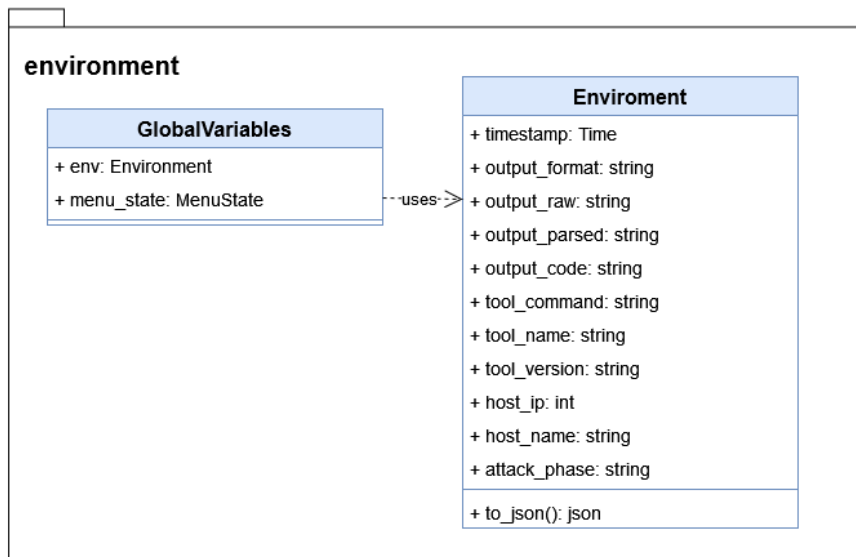 environment
GlobalVariables
+ env: Environment
+ menu_state: MenuState
uses
Enviroment
+ timestamp: Time
+ output_format: string
+ output_raw: string
+ output_parsed: string
+ output_code: string
+ tool_command: string
+ tool_name: string
+ tool_version: string
+ host_ip: int
+ host_name: string
+ attack_phase: string
+ to_json(): json